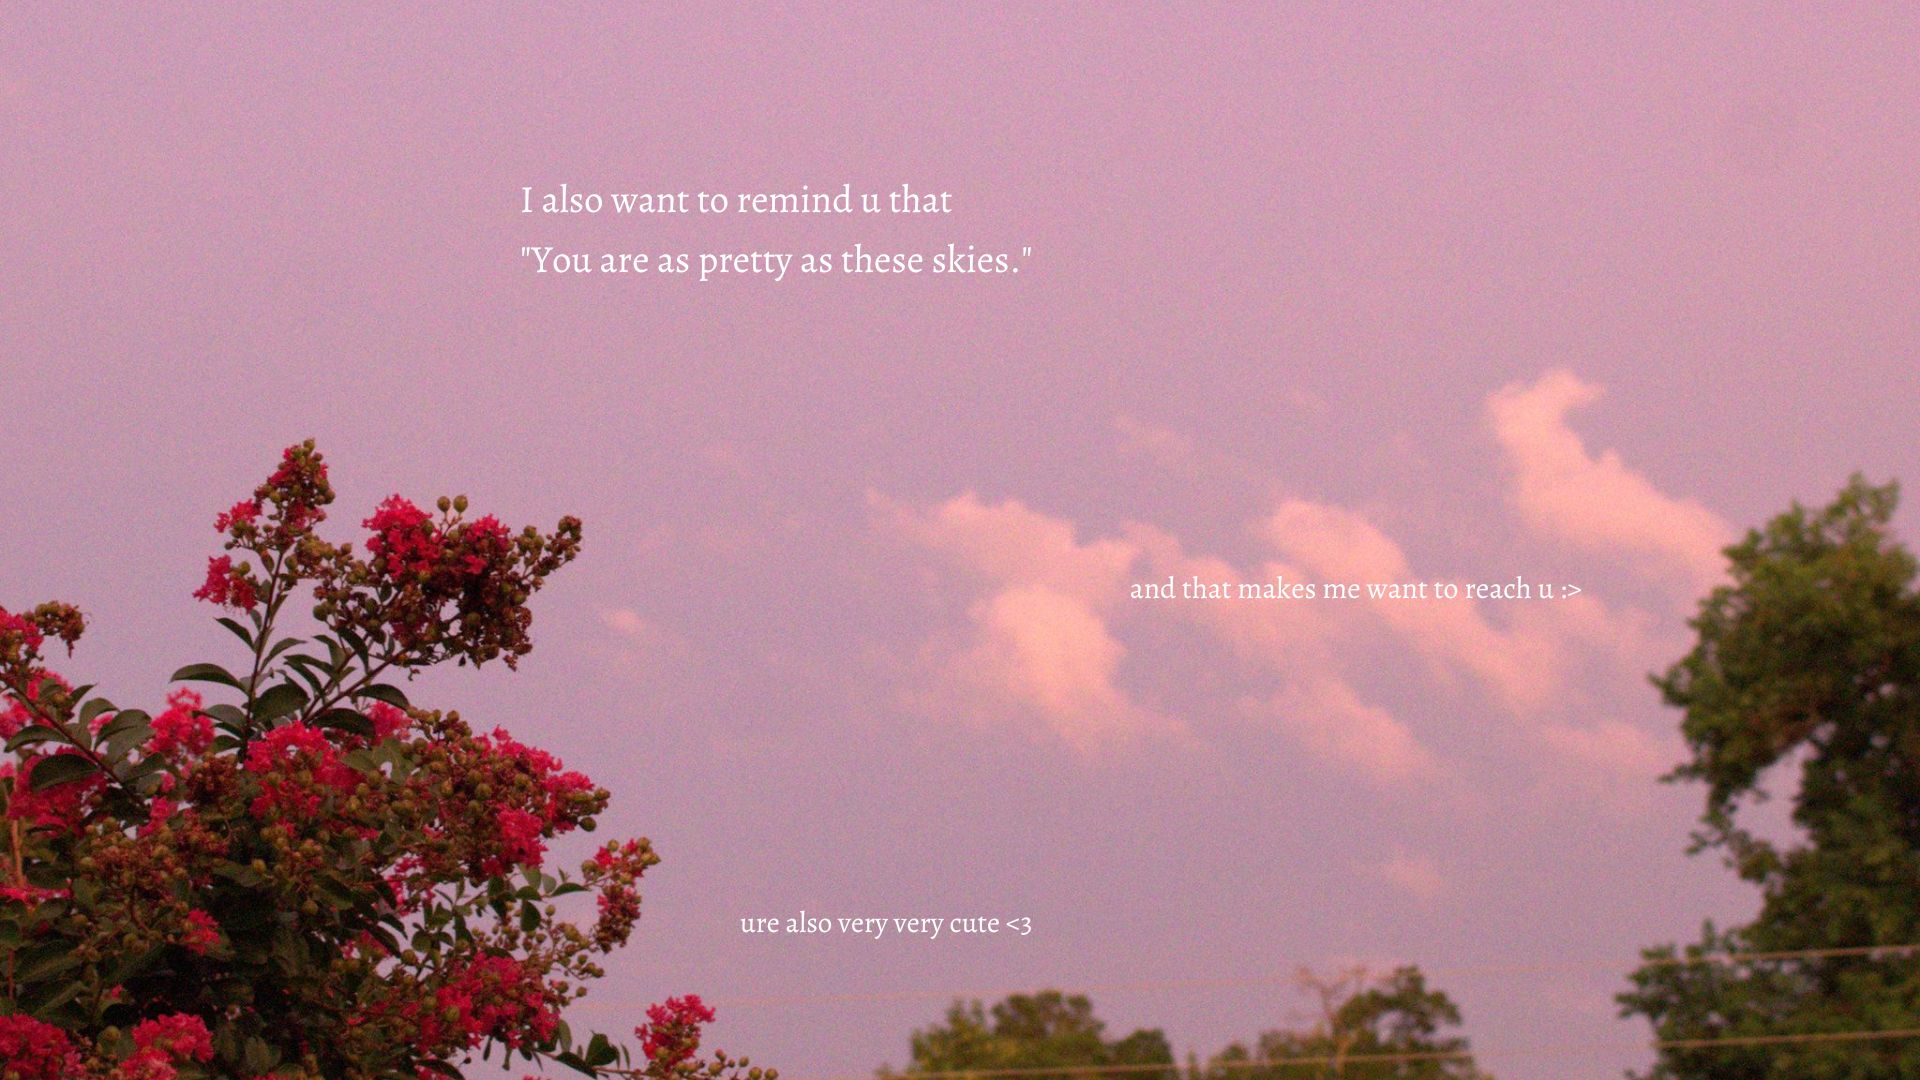 I also want to remind u that
"You are as pretty as these skies."
and that makes me want to reach u :>
ure also very very cute <3